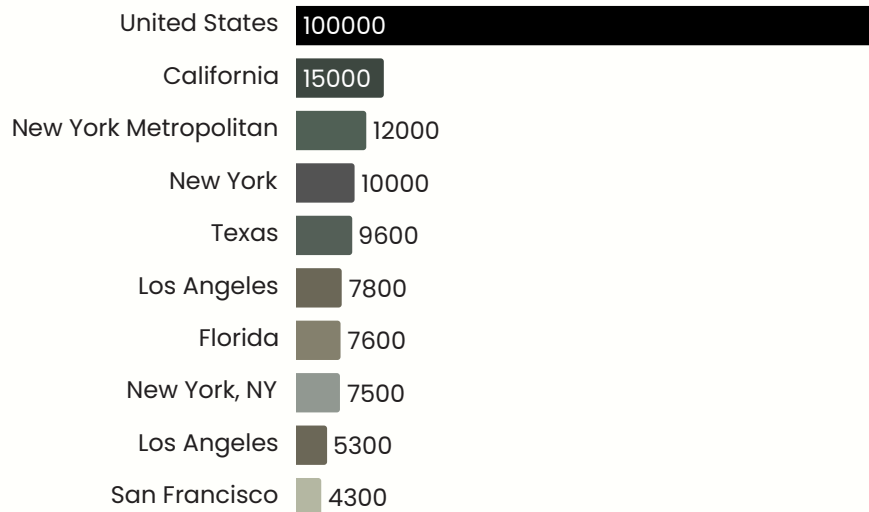 United States 100000
California 15000
New York Metropolitan 12000
New York 10000
Texas 9600
Los Angeles 7800
Florida 7600
New York, NY 7500
Los Angeles 5300
San Francisco 4300